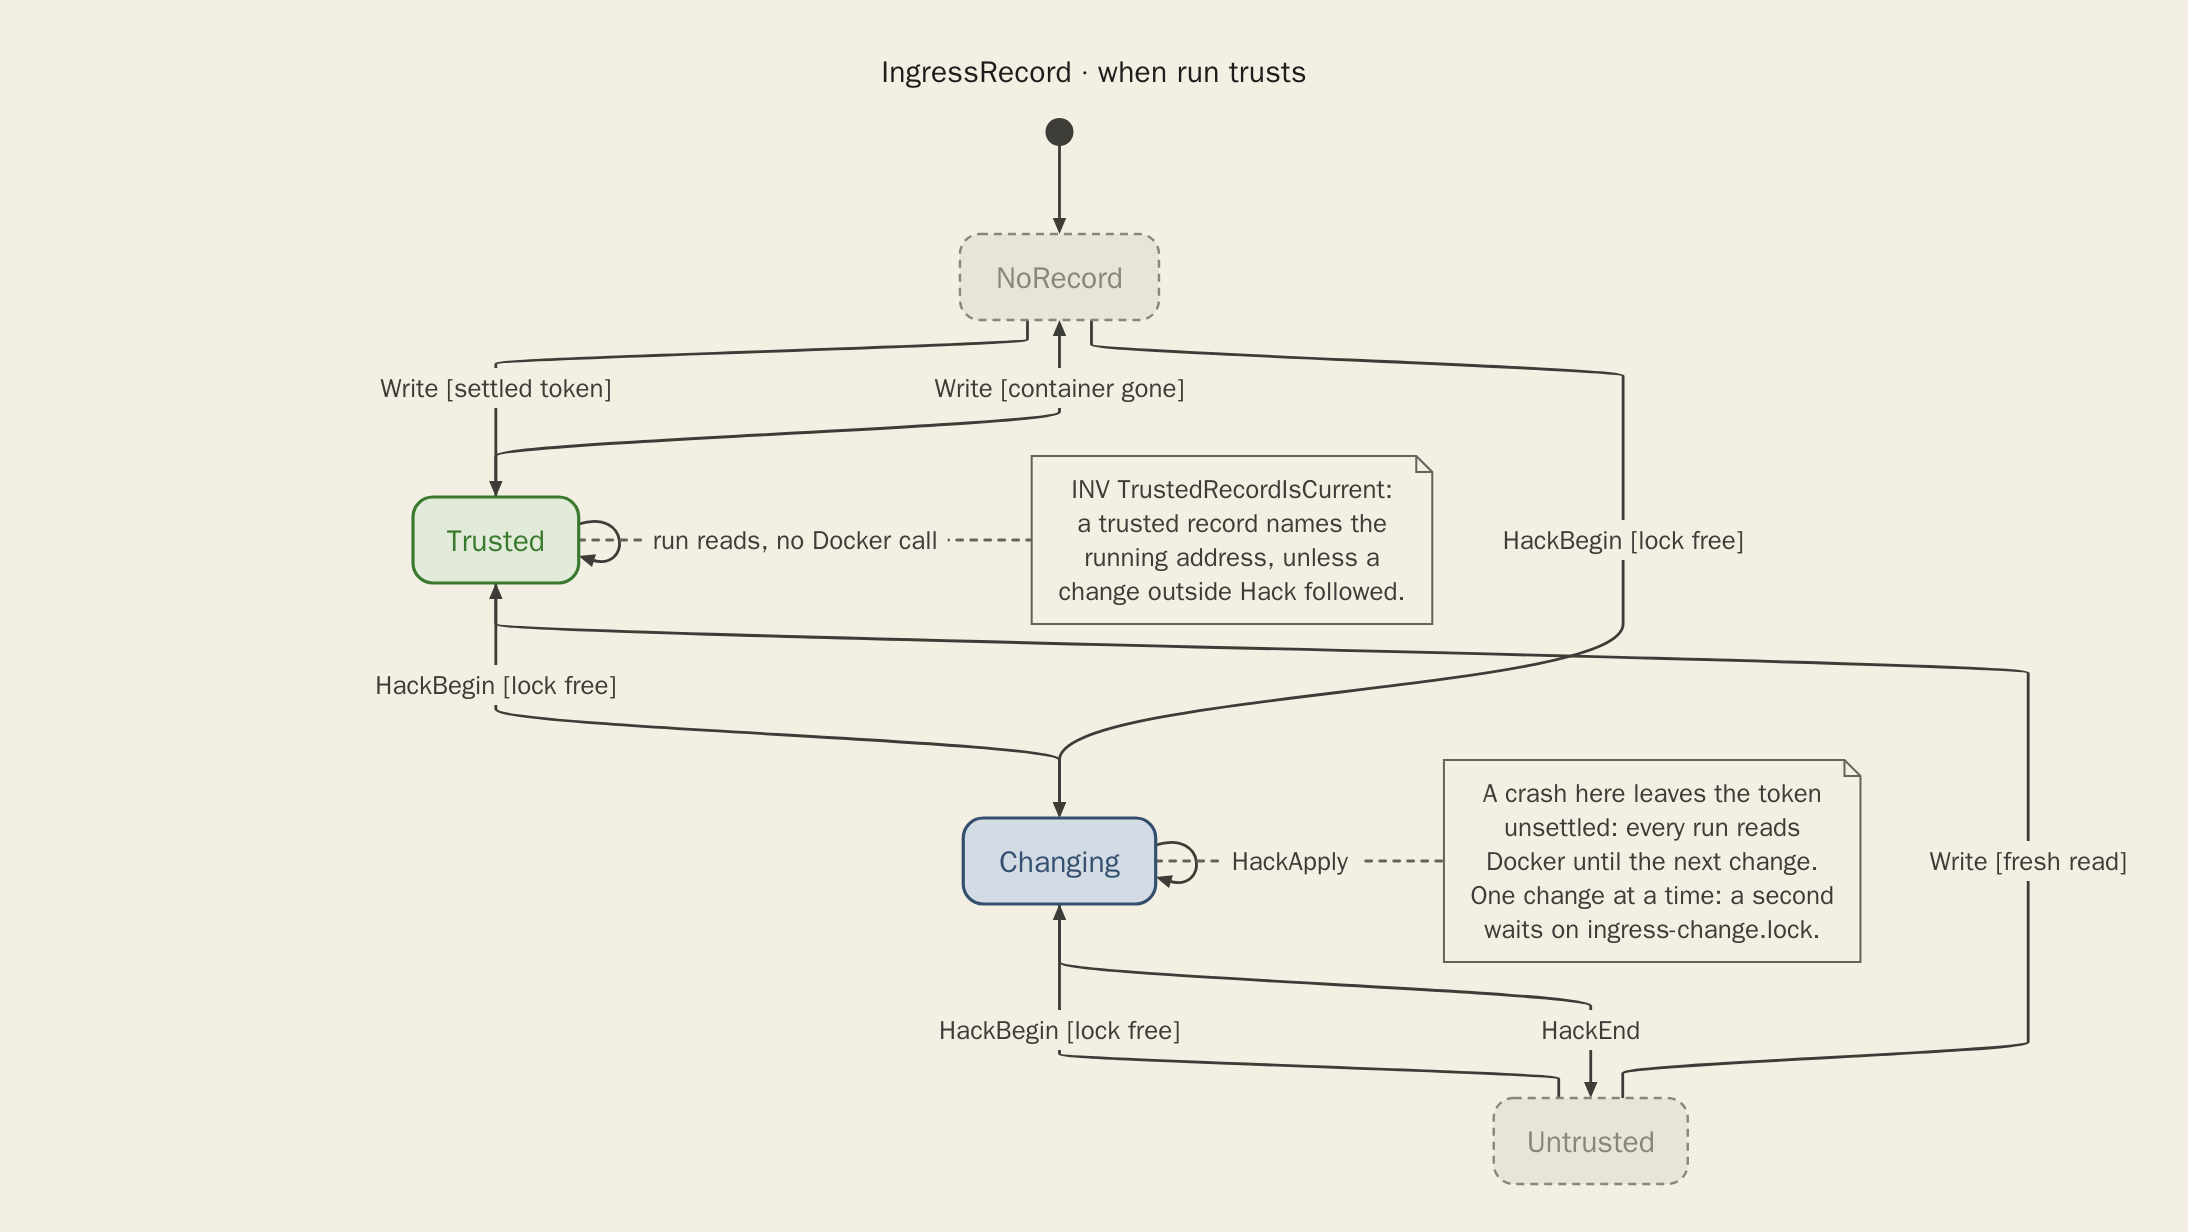 IngressRecord · when run trusts
NoRecord
Write [settled token]
Write [container gone]
INV TrustedRecordIsCurrent:
a trusted record names the
running address, unless a
change outside Hack followed.
Trusted
run reads, no Docker call
HackBegin [lock free]
HackBegin [lock free]
A crash here leaves the token
unsettled: every run reads
Docker until the next change.
One change at a time: a second
waits on ingress-change.lock.
Changing
HackApply
Write [fresh read]
HackBegin [lock free]
HackEnd
Untrusted